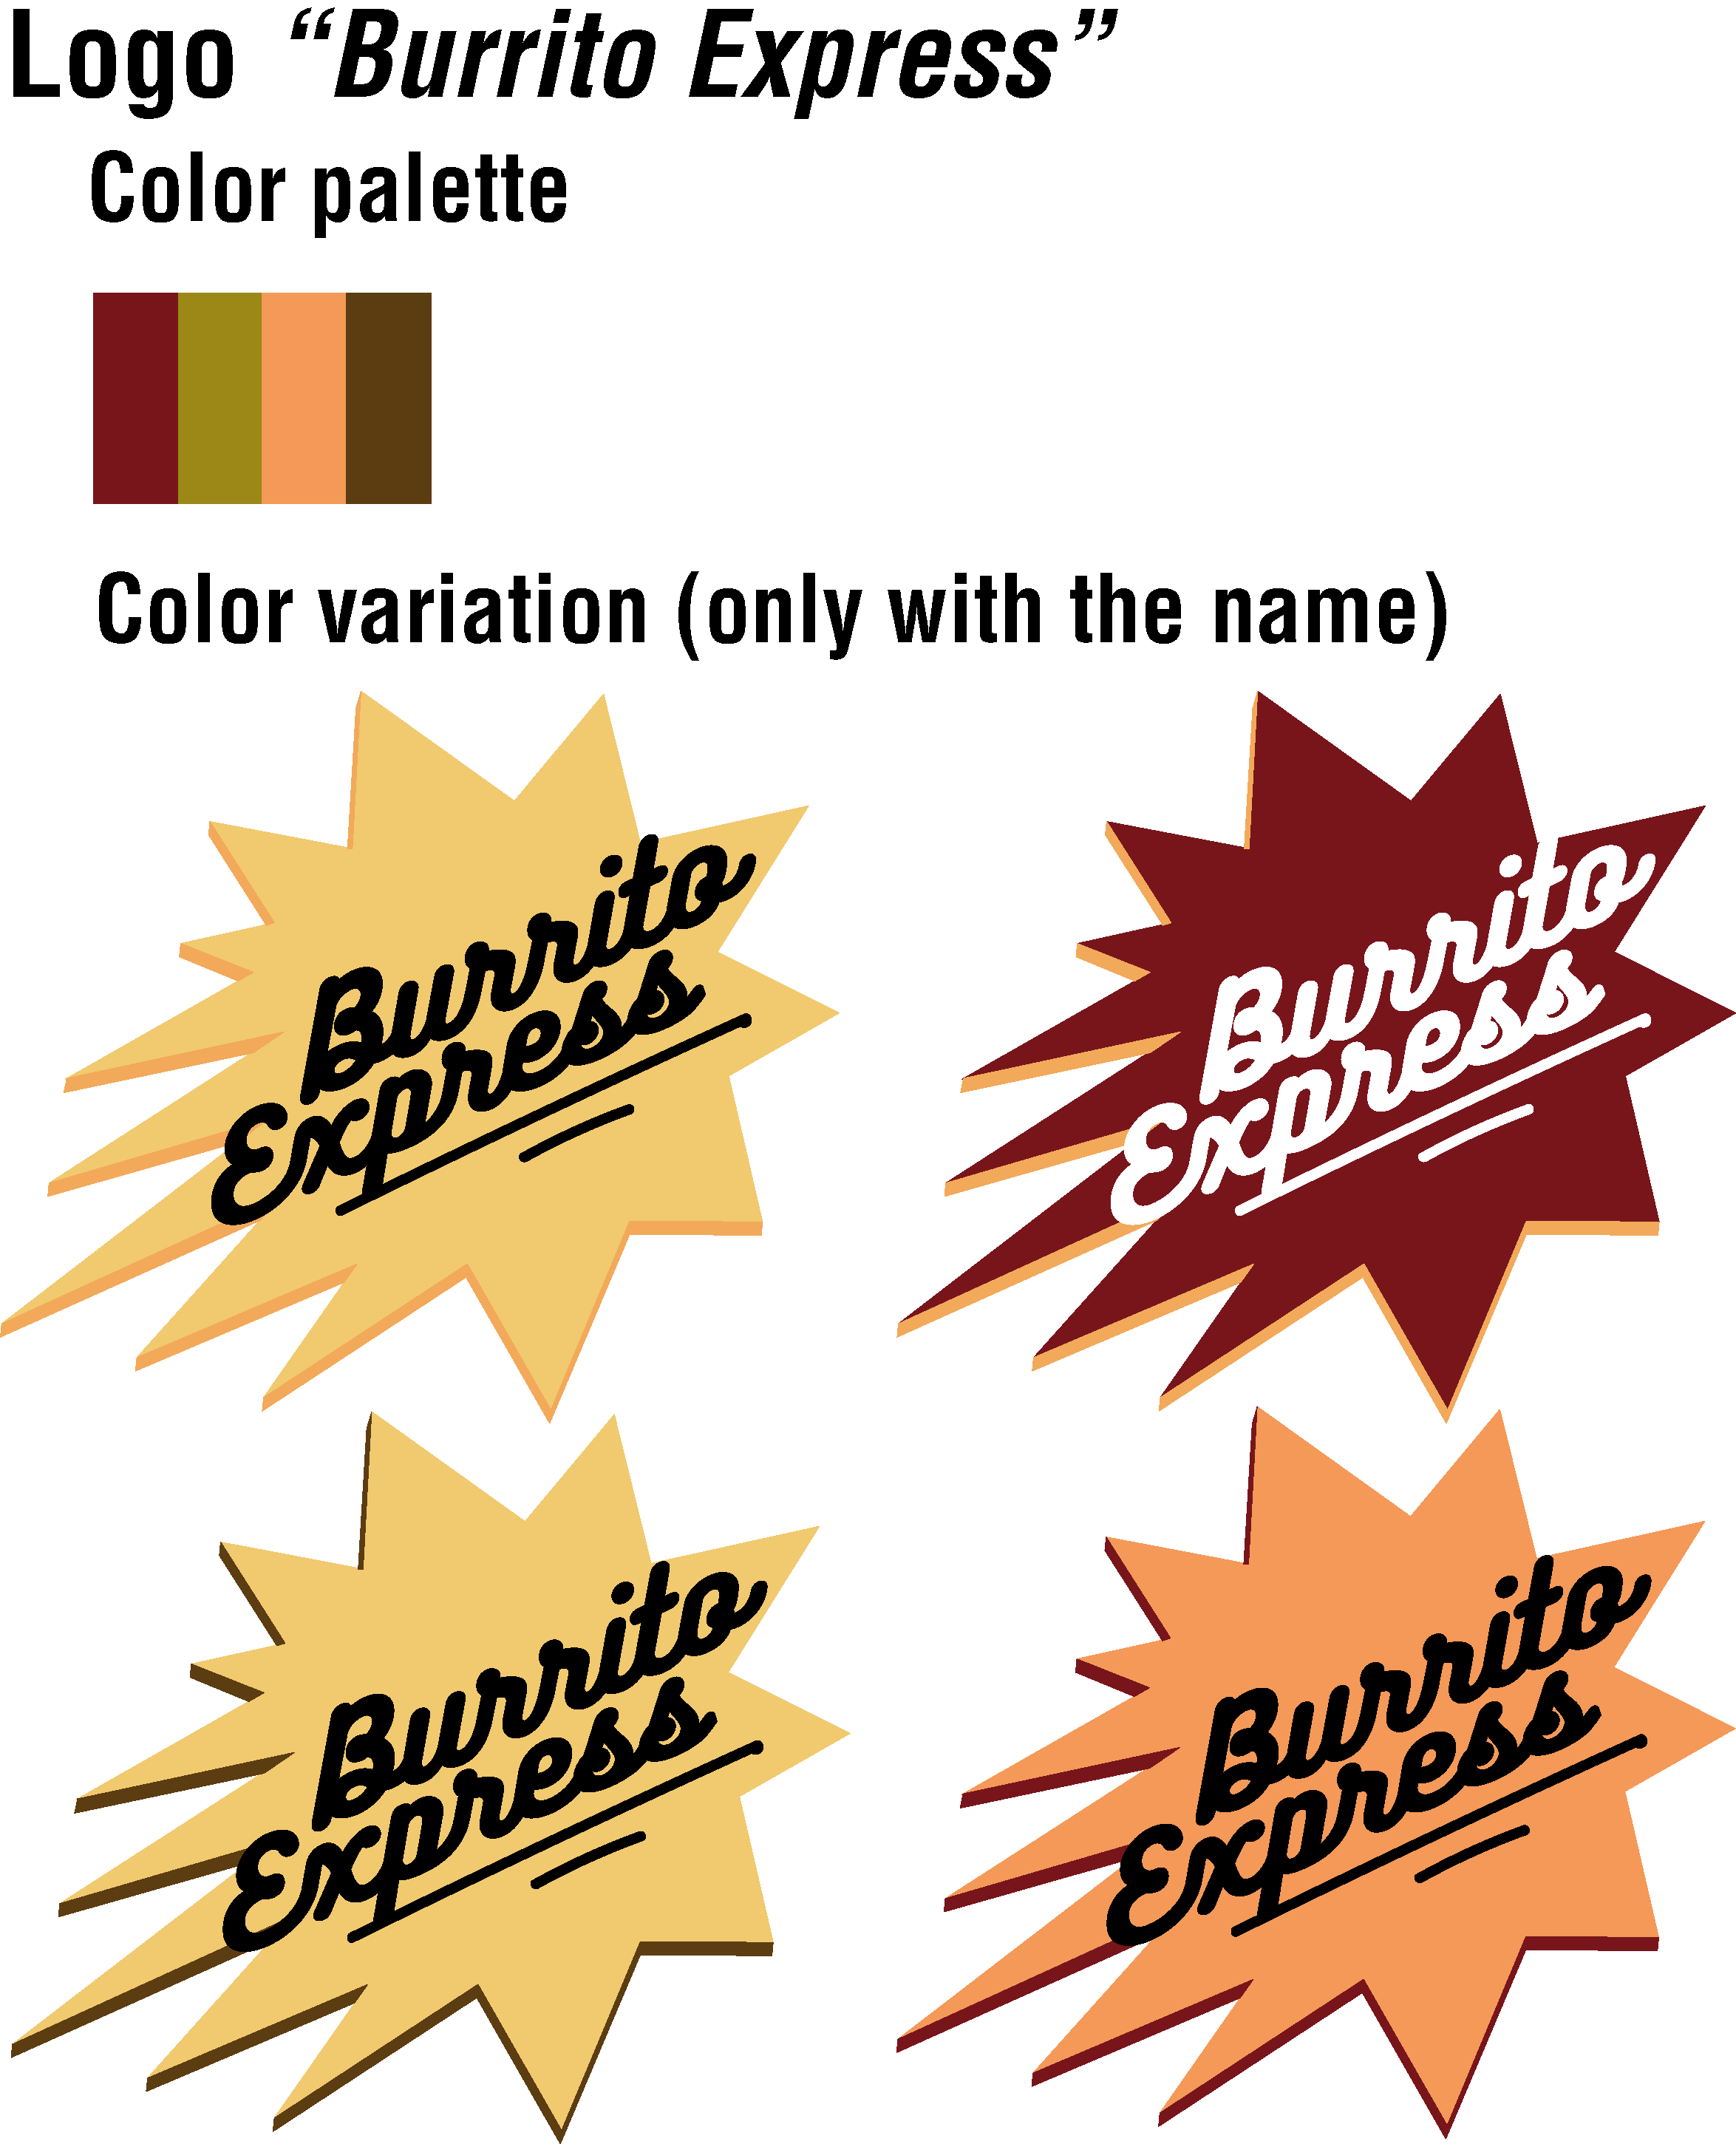 Logo “Burrito Express”
Color palette
Color variation (only with the name)
Burrito
Express
Burrito
Express
Burrito
Express
Burrito
Express